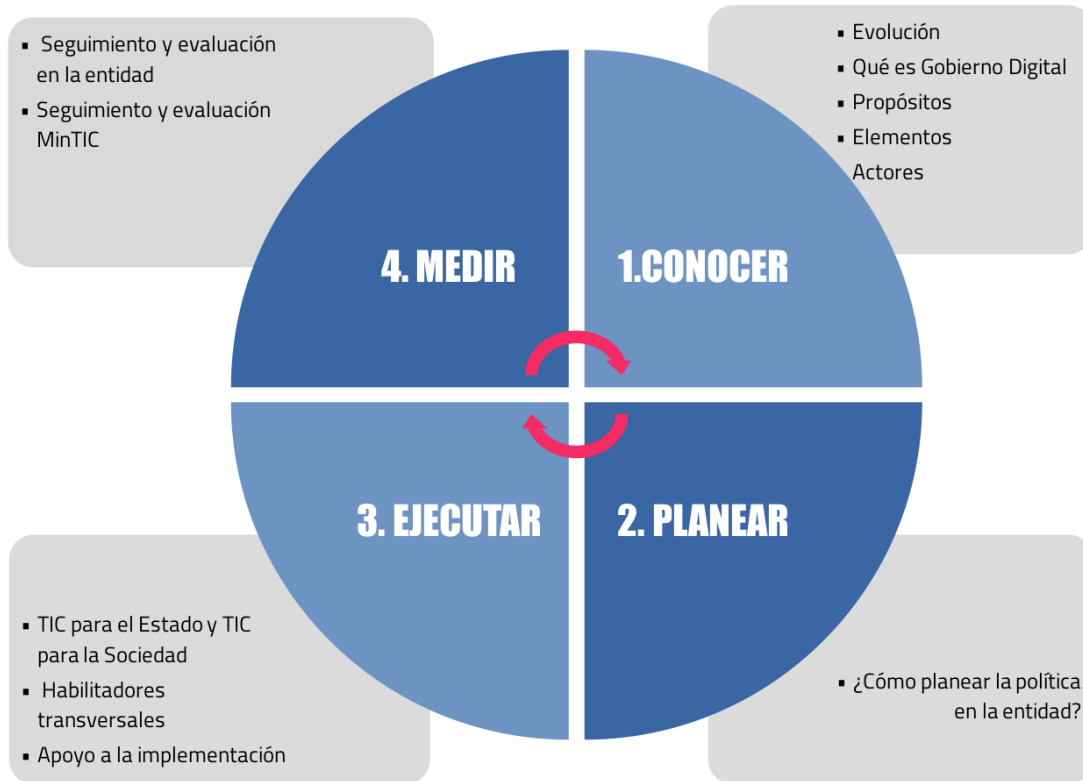 ▪ Seguimiento y evaluación
en la entidad
▪ Seguimiento y evaluación
MinTIC
▪ Evolución
▪ Qué es Gobierno Digital
▪ Propósitos
▪ Elementos
Actores
4. MEDIR
1.CONOCER
3. EJECUTAR
2. PLANEAR
▪ TIC para el Estado y TIC
para la Sociedad
▪ Habilitadores
transversales
▪ Apoyo a la implementación
▪ ¿Cómo planear la política
en la entidad?